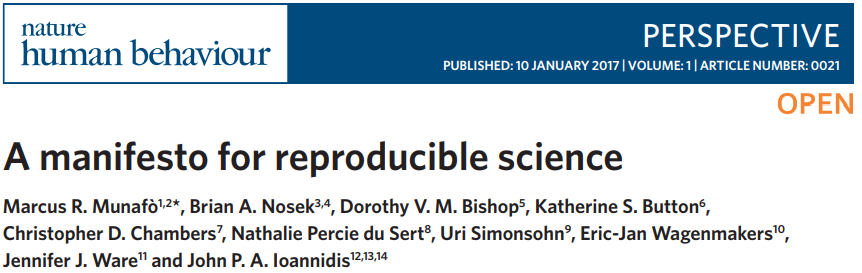 nature
human behaviour
PERSPECTIVE
PUBLISHED: 10 JANUARY 2017 | VOLUME: 1 | ARTICLE NUMBER: 0021
OPEN
A manifesto for reproducible science
Marcus R. Munafò1,2*, Brian A. Nosek3,4, Dorothy V. M. Bishop5, Katherine S. Button6,
Christopher D. Chambers7, Nathalie Percie du Sert8, Uri Simonsohn9, Eric-Jan Wagenmakers10,
Jennifer J. Ware11 and John P. A. Ioannidis12,13,14